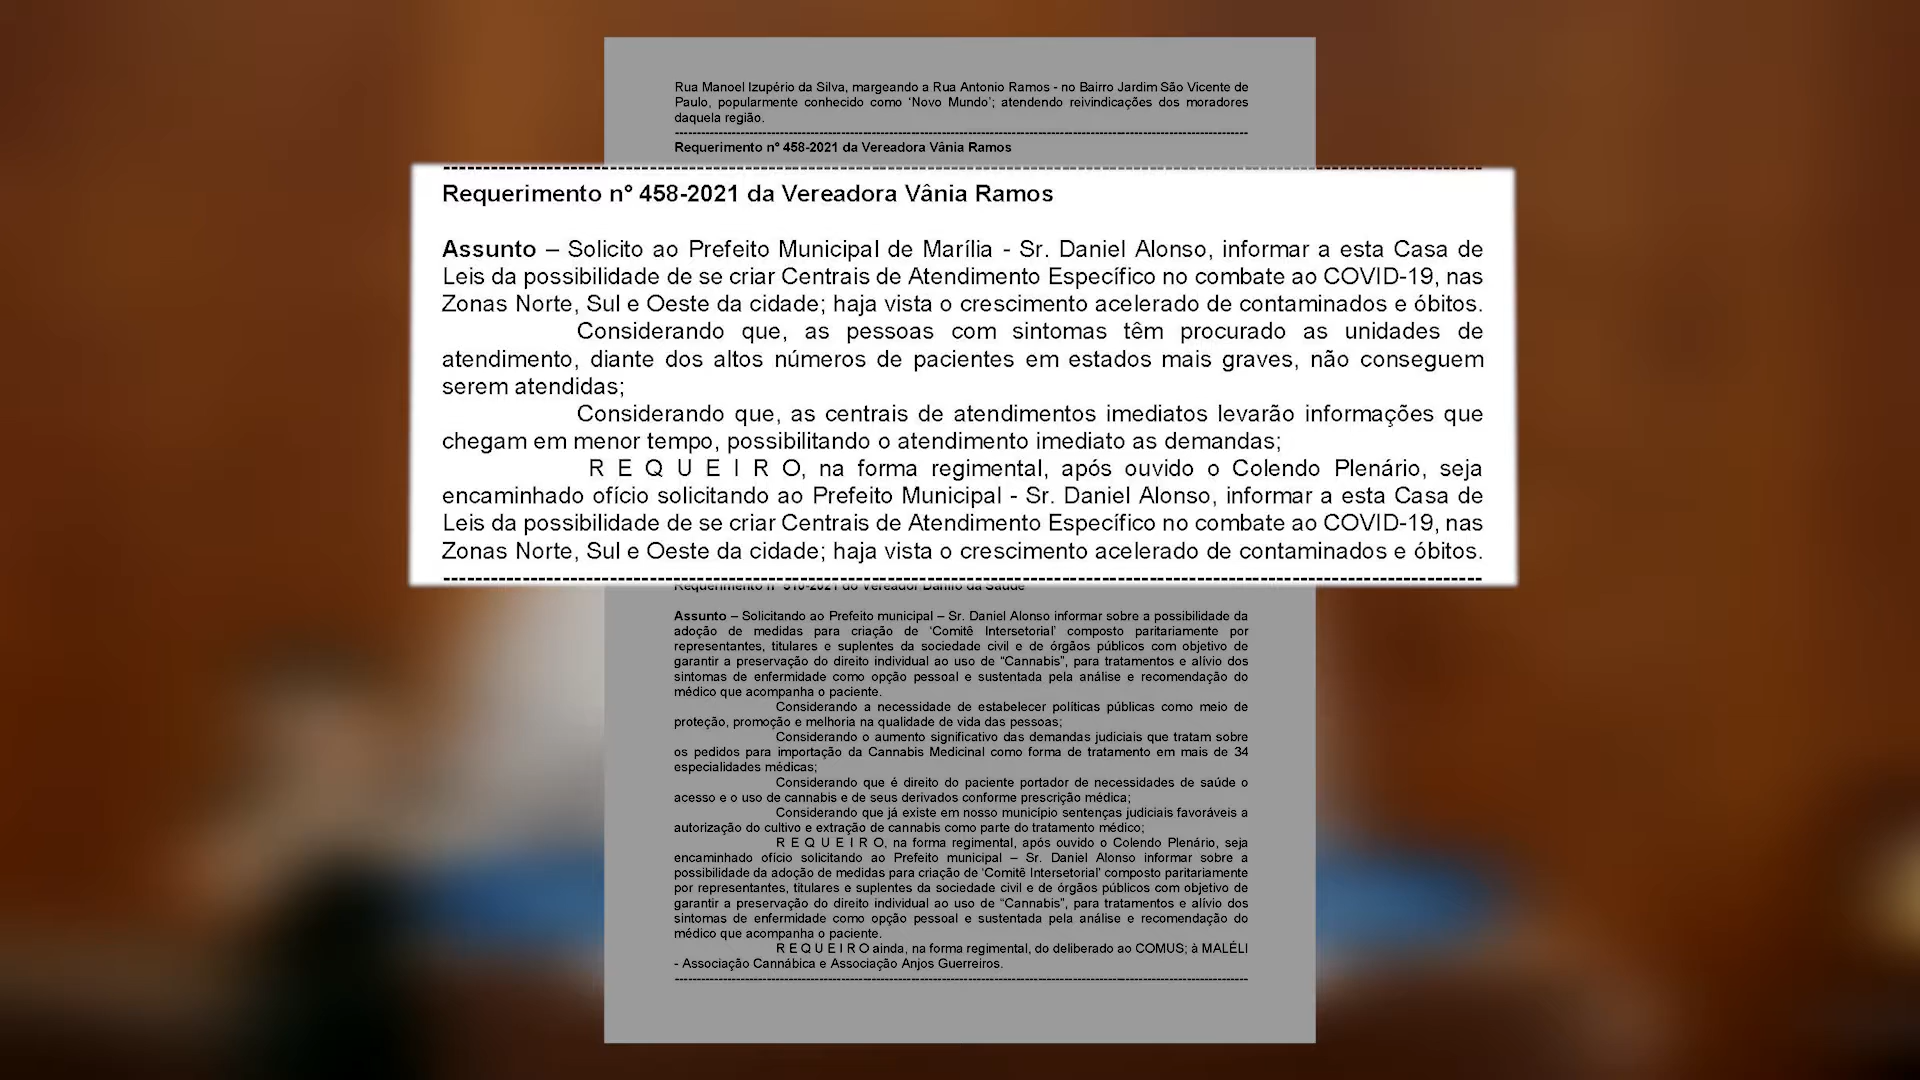 Rua Manoel Izupério da Silva, margeando a Rua Antonio Ramos - no Bairro Jardim São Vicente de
Paulo, popularmente conhecido como ‘Novo Mundo’; atendendo reivindicações dos moradores
daquela região.
Requerimento n° 458-2021 da Vereadora Vânia Ramos
Requerimento n° 458-2021 da Vereadora Vânia Ramos
Assunto – Solicito ao Prefeito Municipal de Marília - Sr. Daniel Alonso, informar a esta Casa de
Leis da possibilidade de se criar Centrais de Atendimento Específico no combate ao COVID-19, nas
Zonas Norte, Sul e Oeste da cidade; haja vista o crescimento acelerado de contaminados e óbitos.
Considerando que, as pessoas com sintomas têm procurado as unidades de
atendimento, diante dos altos números de pacientes em estados mais graves, não conseguem
serem atendidas;
Considerando que, as centrais de atendimentos imediatos levarão informações que
chegam em menor tempo, possibilitando o atendimento imediato as demandas;
R E Q U E I R O, na forma regimental, após ouvido o Colendo Plenário, seja
encaminhado ofício solicitando ao Prefeito Municipal - Sr. Daniel Alonso, informar a esta Casa de
Leis da possibilidade de se criar Centrais de Atendimento Específico no combate ao COVID-19, nas
Zonas Norte, Sul e Oeste da cidade; haja vista o crescimento acelerado de contaminados e óbitos.
Requerimento n° 510-2021 do Vereador Danilo da Saúde
Assunto – Solicitando ao Prefeito municipal – Sr. Daniel Alonso informar sobre a possibilidade da
adoção de medidas para criação de ‘Comitê Intersetorial’ composto paritariamente por
representantes, titulares e suplentes da sociedade civil e de órgãos públicos com objetivo de
garantir a preservação do direito individual ao uso de “Cannabis”, para tratamentos e alívio dos
sintomas de enfermidade como opção pessoal e sustentada pela análise e recomendação do
médico que acompanha o paciente.
Considerando a necessidade de estabelecer políticas públicas como meio de
proteção, promoção e melhoria na qualidade de vida das pessoas;
Considerando o aumento significativo das demandas judiciais que tratam sobre
os pedidos para importação da Cannabis Medicinal como forma de tratamento em mais de 34
especialidades médicas;
Considerando que é direito do paciente portador de necessidades de saúde o
acesso e o uso de cannabis e de seus derivados conforme prescrição médica;
Considerando que já existe em nosso município sentenças judiciais favoráveis a
autorização do cultivo e extração de cannabis como parte do tratamento médico;
R E Q U E I R O, na forma regimental, após ouvido o Colendo Plenário, seja
encaminhado ofício solicitando ao Prefeito municipal – Sr. Daniel Alonso informar sobre a
possibilidade da adoção de medidas para criação de ‘Comitê Intersetorial’ composto paritariamente
por representantes, titulares e suplentes da sociedade civil e de órgãos públicos com objetivo de
garantir a preservação do direito individual ao uso de “Cannabis”, para tratamentos e alívio dos
sintomas de enfermidade como opção pessoal e sustentada pela análise e recomendação do
médico que acompanha o paciente.
R E Q U E I R O ainda, na forma regimental, do deliberado ao COMUS; à MALÉLI
- Associação Cannábica e Associação Anjos Guerreiros.